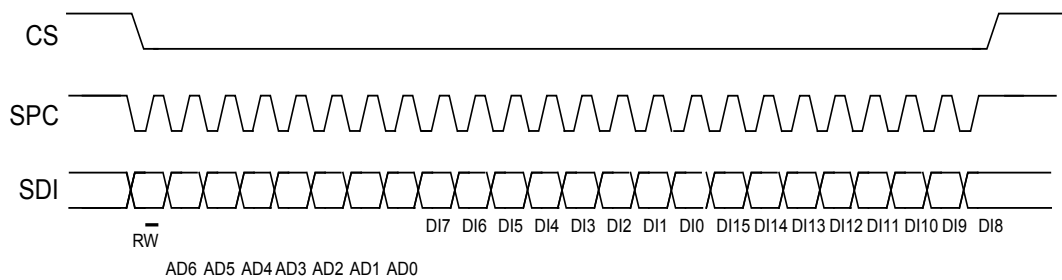 CS
SPC
SDI
DI7 DI6 DI5 DI4 DI3 DI2 DI1 DI0 DI15 DI14 DI13 DI12 DI11 DI10 DI9 DI8
RW
AD6 AD5 AD4 AD3 AD2 AD1 AD0